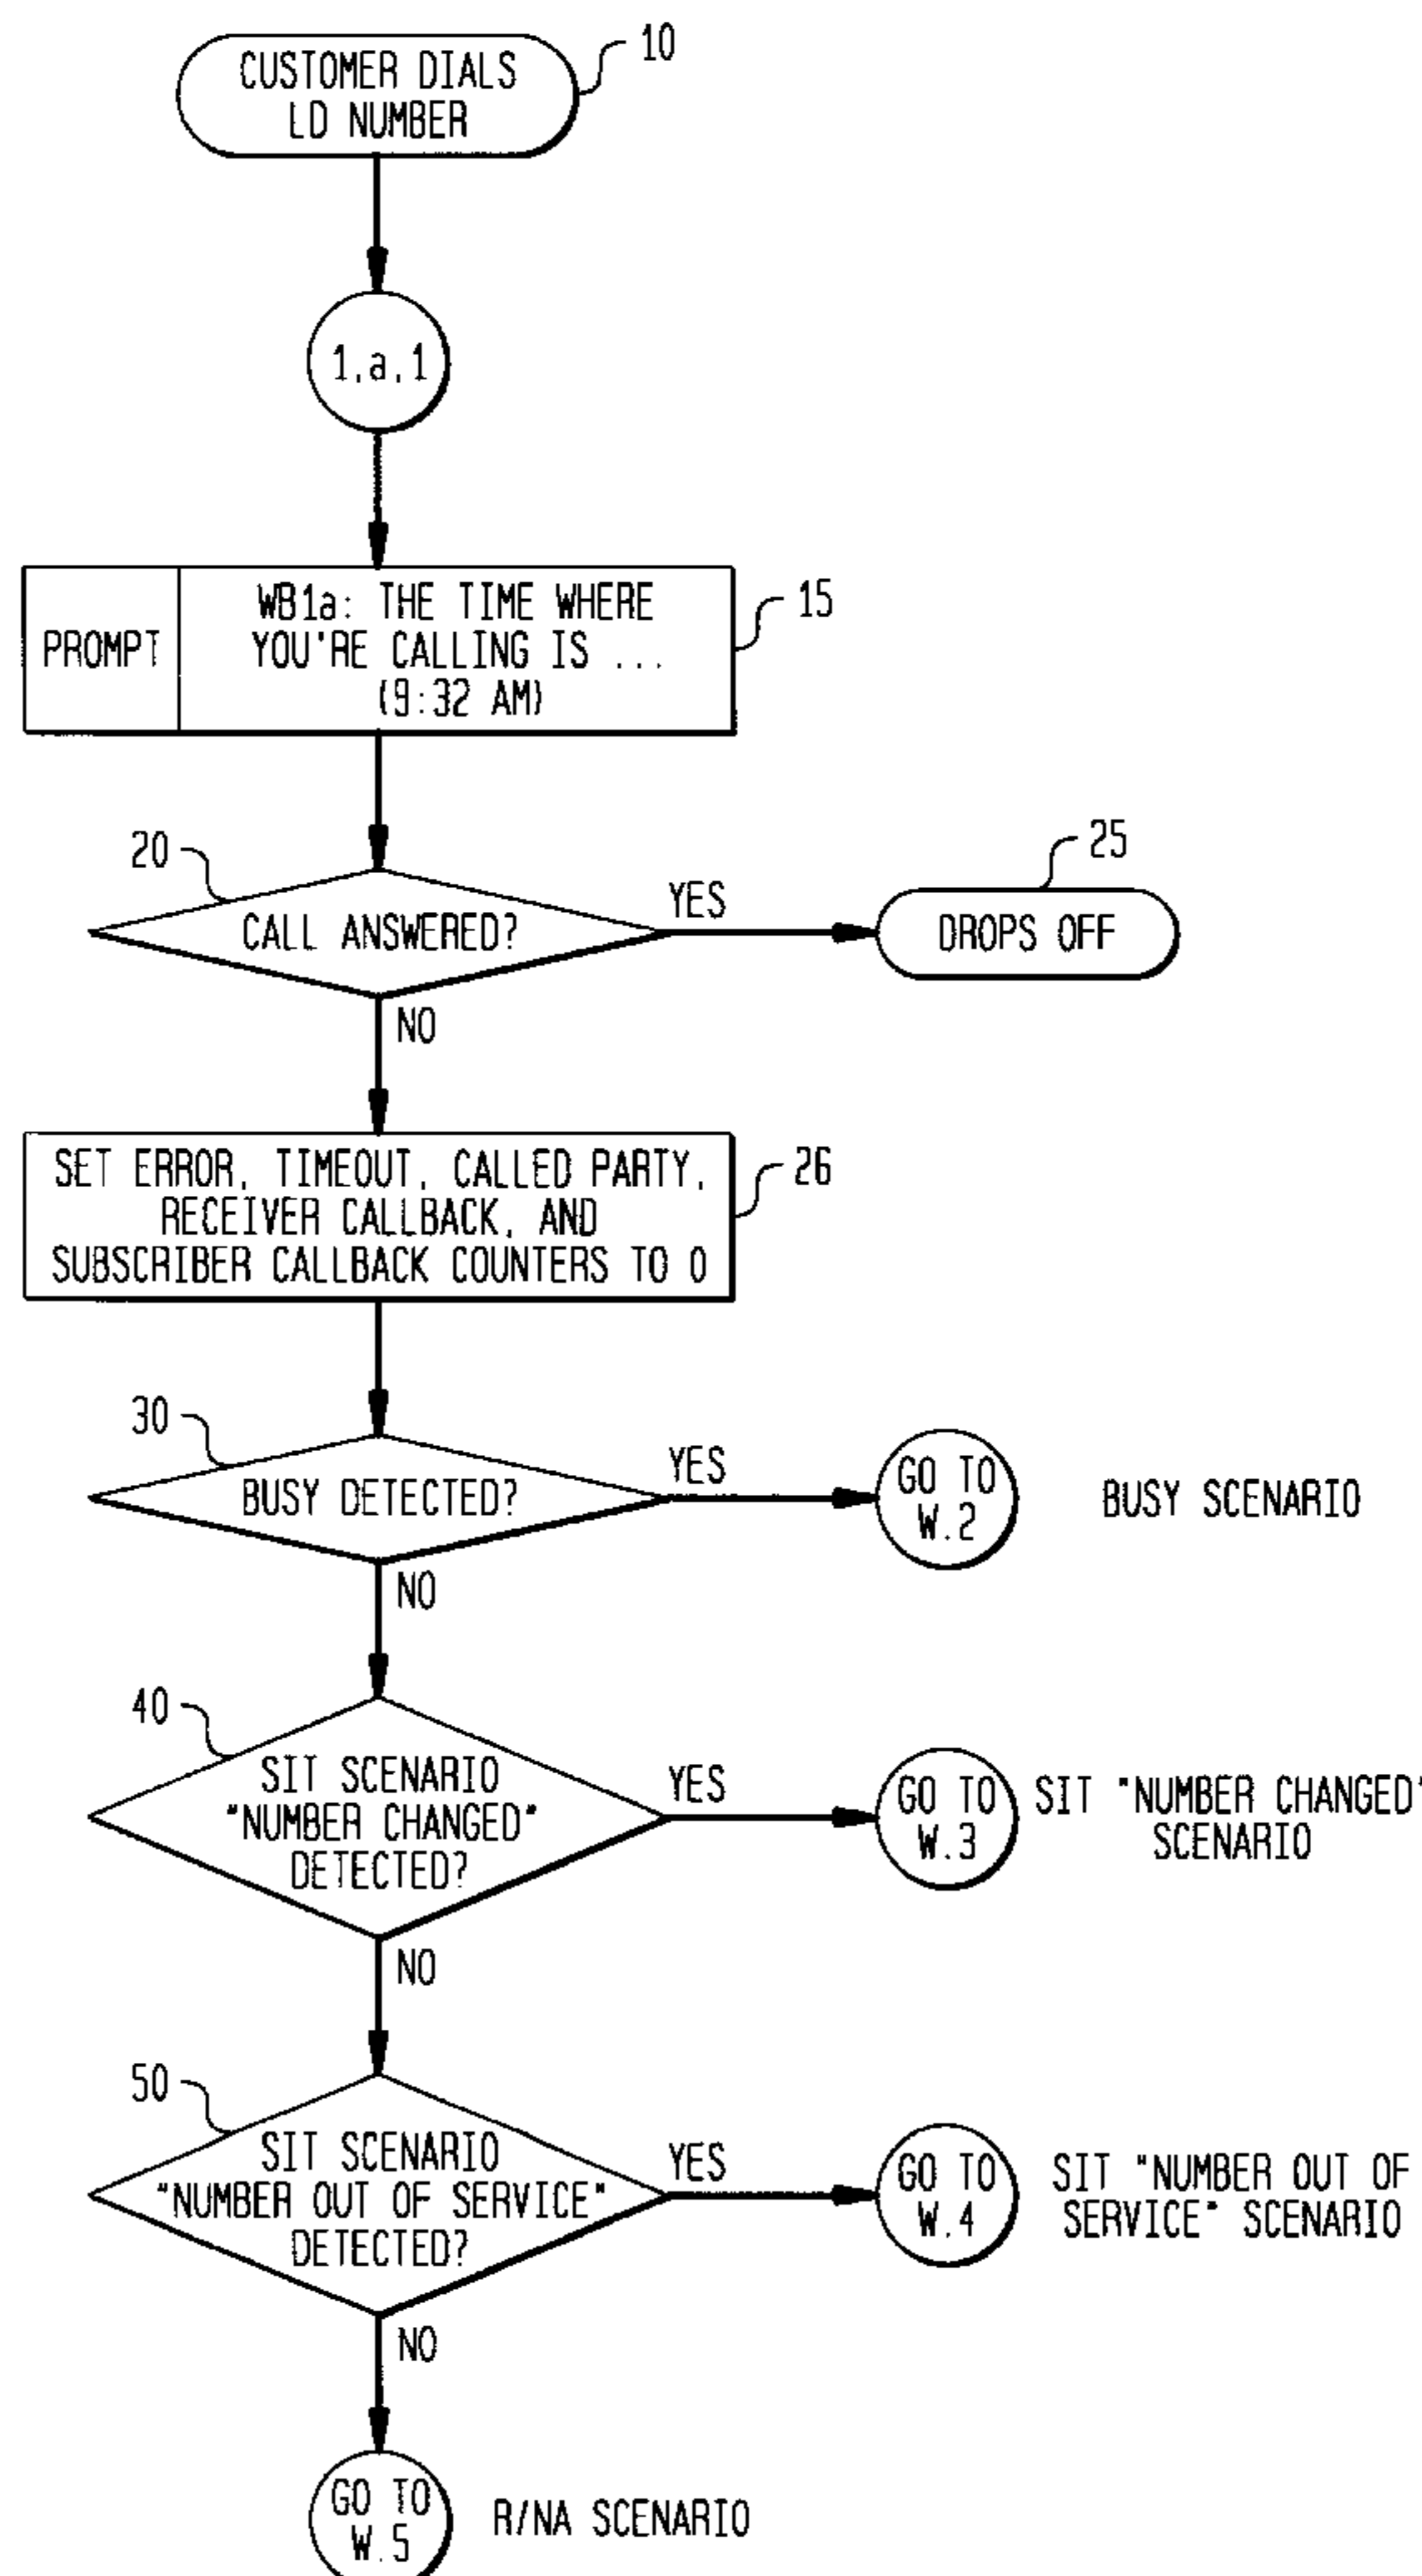 CUSTOMER DIALS
LD NUMBER
10
1.a.1
PROMPT
WB1a: THE TIME WHERE
YOU'RE CALLING IS ...
(9:32 AM)
15
20
CALL ANSWERED?
YES
25
DROPS OFF
NO
SET ERROR, TIMEOUT, CALLED PARTY,
RECEIVER CALLBACK, AND
SUBSCRIBER CALLBACK COUNTERS TO 0
26
30
BUSY DETECTED?
YES
GO TO
W.2
BUSY SCENARIO
NO
40
SIT SCENARIO
"NUMBER CHANGED"
DETECTED?
YES
GO TO
W.3
SIT "NUMBER CHANGED"
SCENARIO
NO
50
SIT SCENARIO
"NUMBER OUT OF SERVICE"
DETECTED?
YES
GO TO
W.4
SIT "NUMBER OUT OF
SERVICE" SCENARIO
NO
GO TO
W.5
R/NA SCENARIO